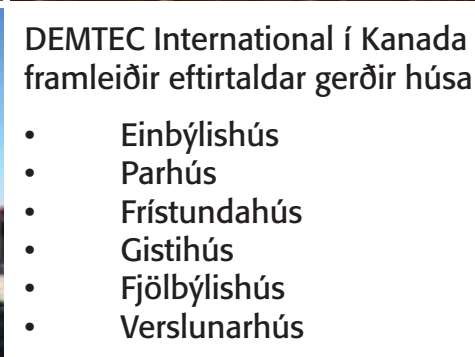 DEMTEC International í Kanada
framleiðir eftirtaldar gerðir húsa
• Einbýlishús
• Parhús
• Frístundahús
• Gistihús
• Fjölbýlishús
• Verslunarhús